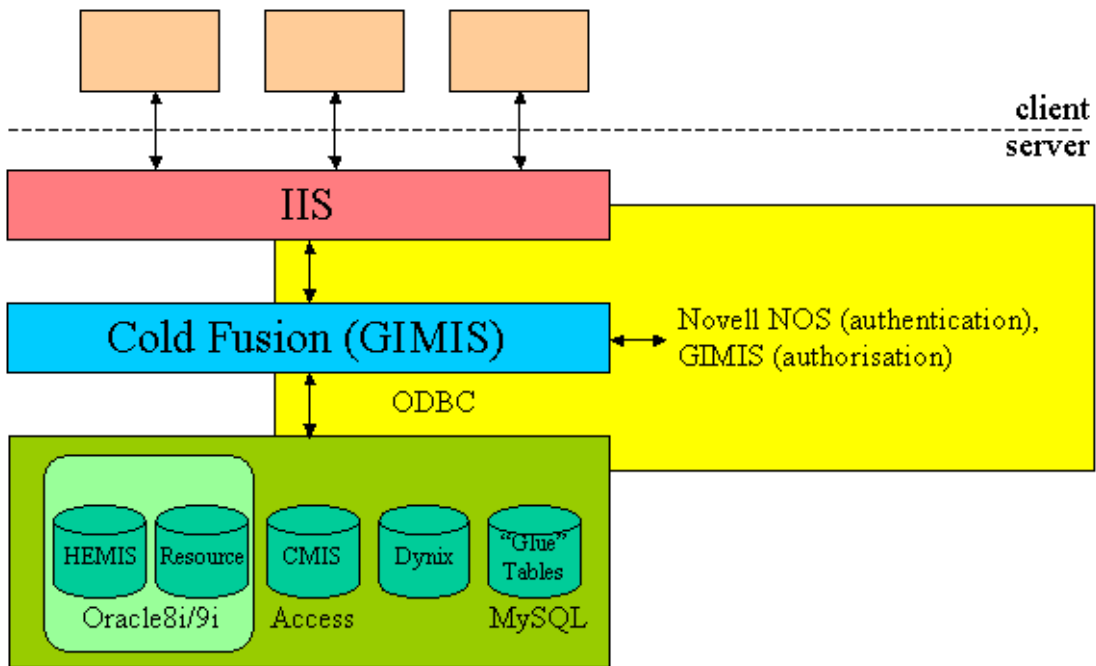 client
server
IIS
Cold Fusion (GIMIS)
Novell NOS (authentication),
GIMIS (authorisation)
ODBC
HEMIS
Resource
CMIS
Dynix
“Glue”
Tables
Oracle8i/9i
Access
MySQL